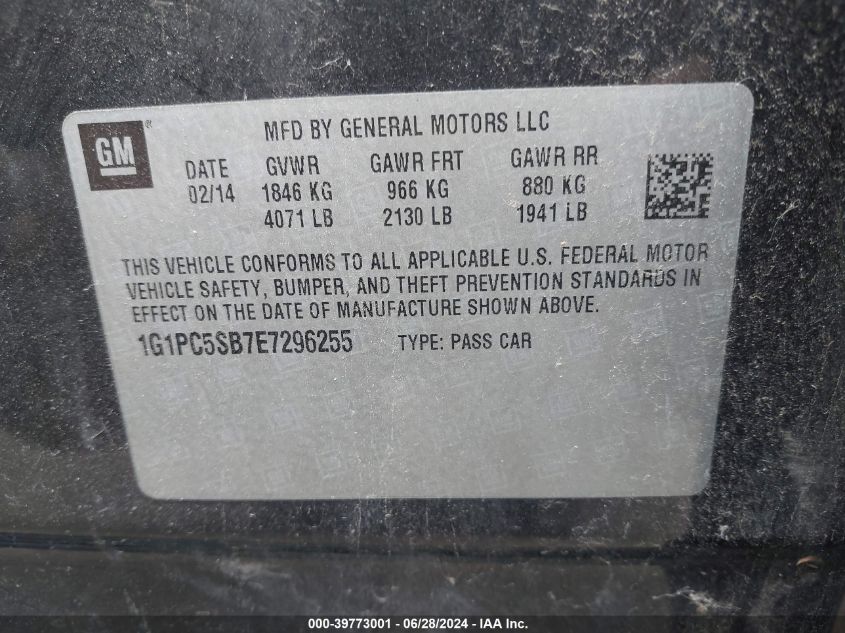 GM®
MFD BY GENERAL MOTORS LLC
DATE GVWR GAWR FRT GAWR RR
02/14 1846 KG 966 KG 880 KG
4071 LB 2130 LB 1941 LB
THIS VEHICLE CONFORMS TO ALL APPLICABLE U.S. FEDERAL MOTOR
VEHICLE SAFETY, BUMPER, AND THEFT PREVENTION STANDARDS IN
EFFECT ON THE DATE OF MANUFACTURE SHOWN ABOVE.
1G1PC5SB7E7296255 TYPE: PASS CAR
000-39773001 - 06/28/2024 - IAA Inc.